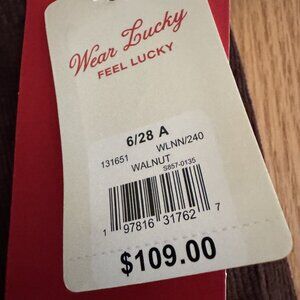 Wear Lucky
FEEL LUCKY
6/28 A
131651 WLNN/240
WALNUT
S857-0135
1 97816 31762 7
$109.00